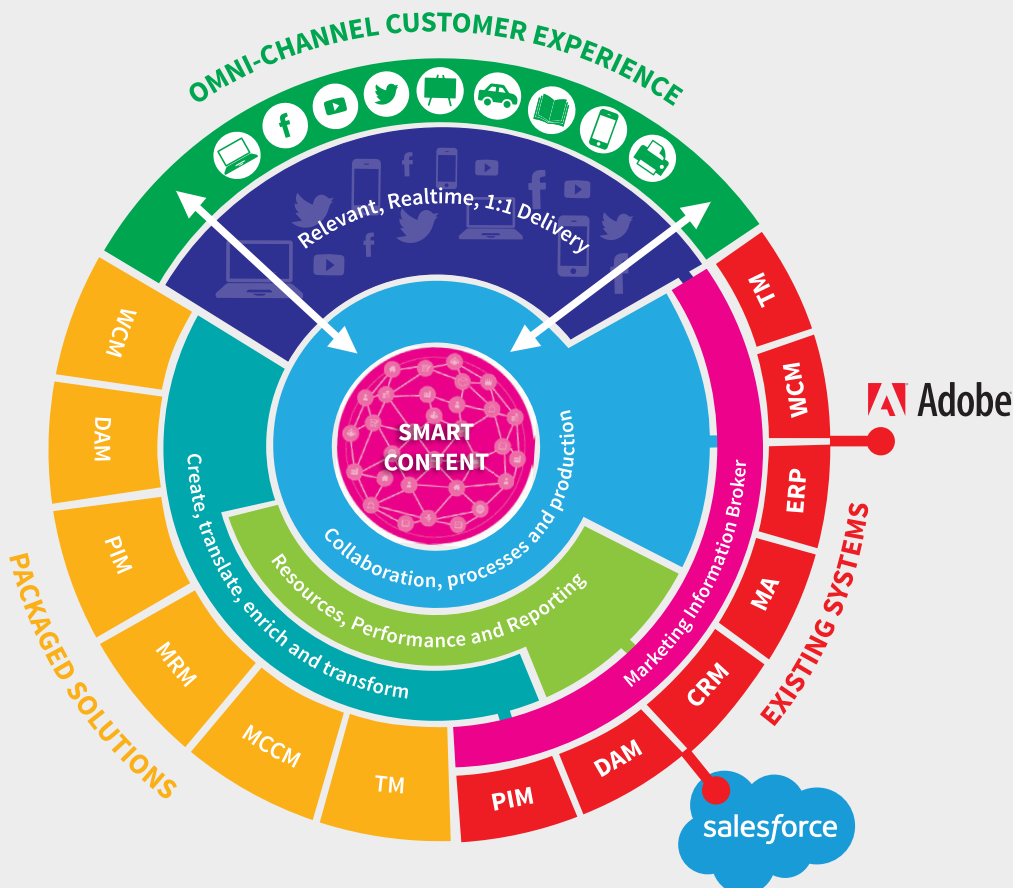 OMNI-CHANNEL CUSTOMER EXPERIENCE
Relevant, Realtime, 1:1 Delivery
SMART
CONTENT
Collaboration, processes and production
Resources, Performance and Reporting
Create, translate, enrich and transform
Marketing Information Broker
PACKAGED SOLUTIONS
WCM
DAM
PIM
MRM
MCCM
TM
EXISTING SYSTEMS
TM
WCM
ERP
MA
CRM
DAM
PIM
Adobe
salesforce